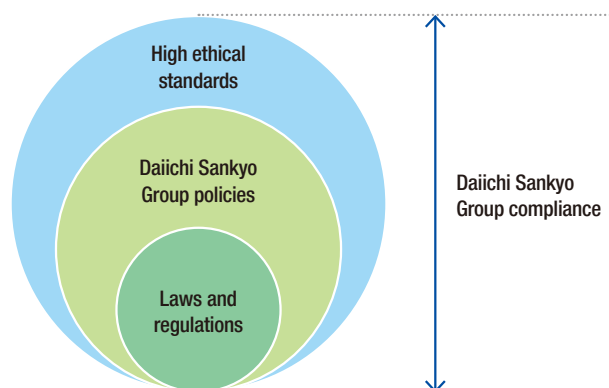 High ethical
standards
Daiichi Sankyo
Group policies
Laws and
regulations
Daiichi Sankyo
Group compliance